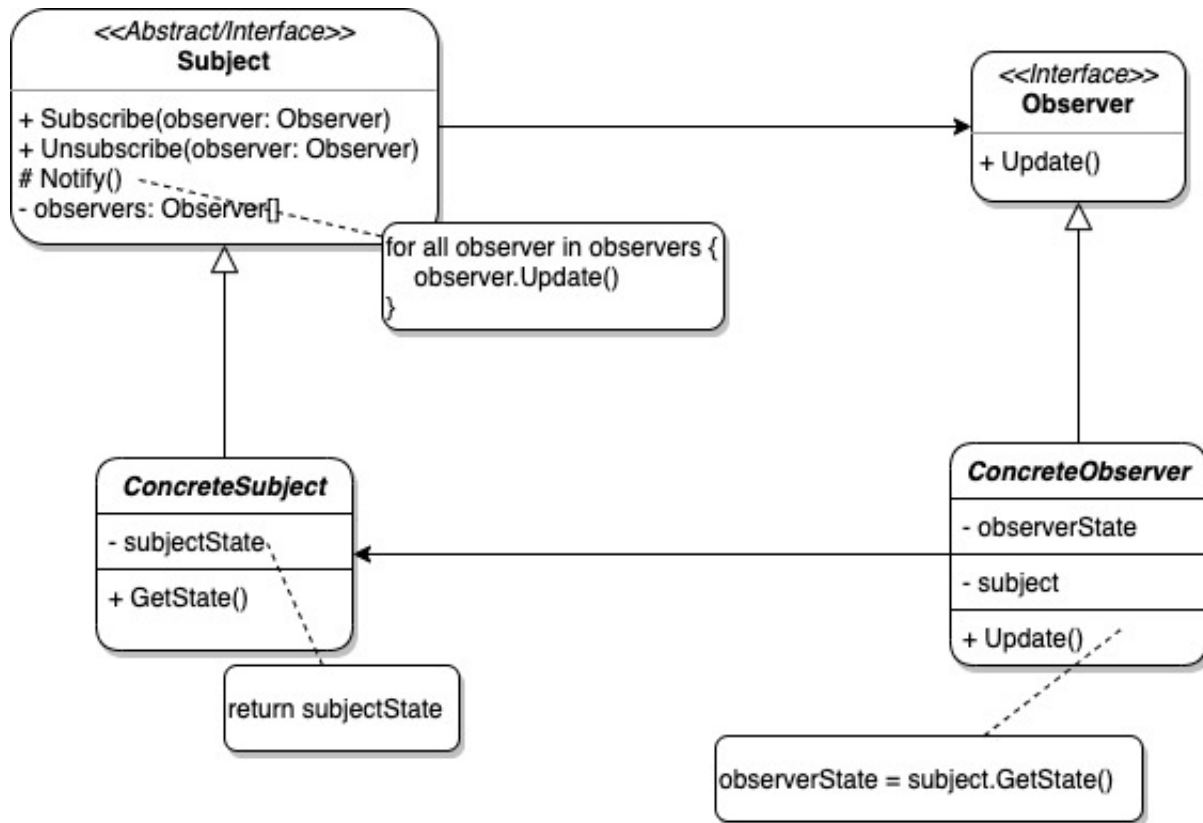 <<Abstract/Interface>>
Subject
+ Subscribe(observer: Observer)
+ Unsubscribe(observer: Observer)
# Notify()
- observers: Observer[]
for all observer in observers {
observer.Update()
}
<<Interface>>
Observer
+ Update()
ConcreteSubject
- subjectState
+ GetState()
return subjectState
ConcreteObserver
- observerState
- subject
+ Update()
observerState = subject.GetState()